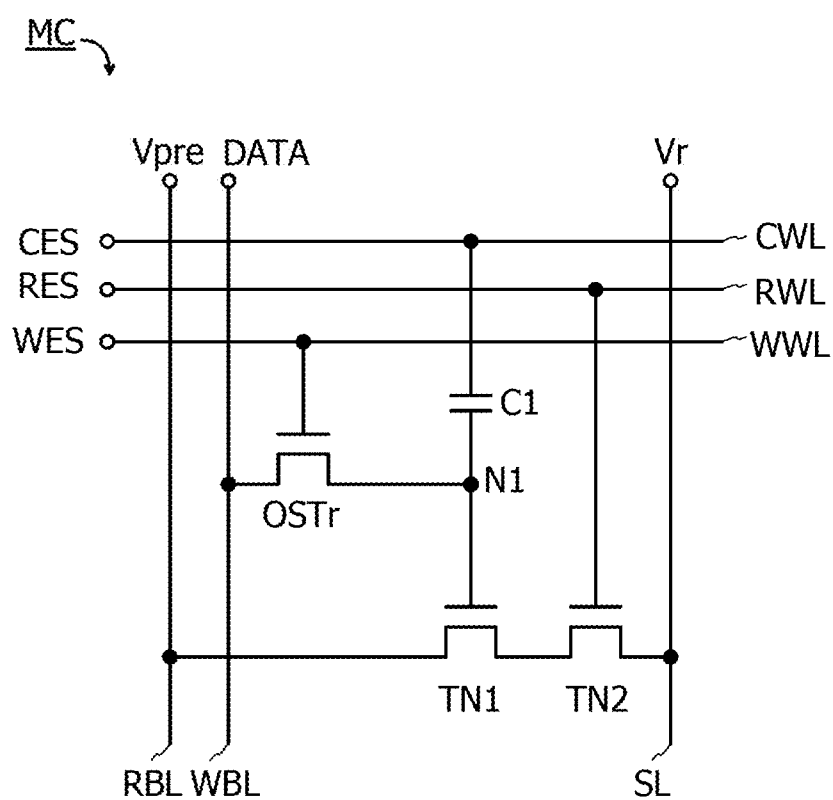 MC
Vpre DATA Vr
CES CWL
RES RWL
WES WWL
C1
N1
OSTr
TN1 TN2
RBL WBL SL